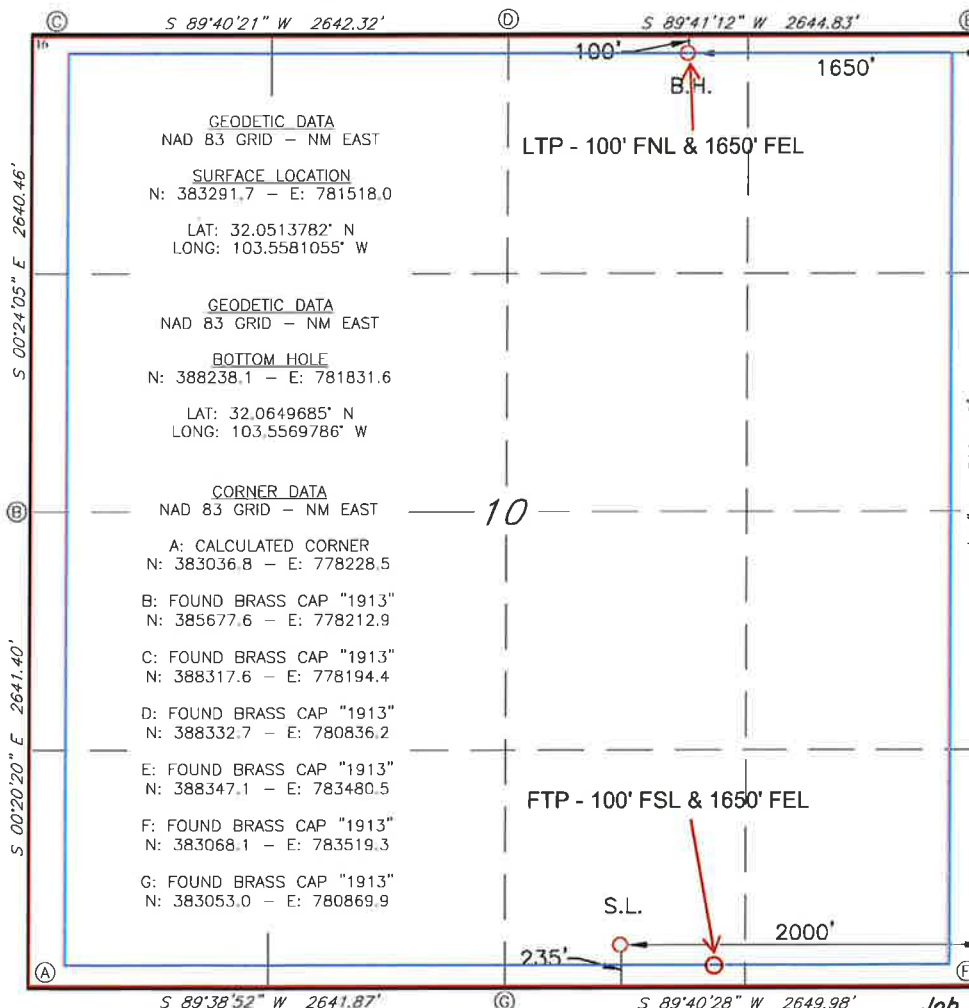 C S 89°40'21" W 2642.32' D S 89°41'12" W 2644.83'
16
100'
1650'
B.H.
LTP - 100' FNL & 1650' FEL
GEODETIC DATA
NAD 83 GRID - NM EAST
SURFACE LOCATION
N: 383291.7 - E: 781518.0
LAT: 32.0513782° N
LONG: 103.5581055° W
S 00°24'05" E 2640.46'
GEODETIC DATA
NAD 83 GRID - NM EAST
BOTTOM HOLE
N: 388238.1 - E: 781831.6
LAT: 32.0649685° N
LONG: 103.5569786° W
CORNER DATA
NAD 83 GRID - NM EAST
B
10
A: CALCULATED CORNER
N: 383036.8 - E: 778228.5
B: FOUND BRASS CAP "1913"
N: 385677.6 - E: 778212.9
C: FOUND BRASS CAP "1913"
N: 388317.6 - E: 778194.4
D: FOUND BRASS CAP "1913"
N: 388332.7 - E: 780836.2
E: FOUND BRASS CAP "1913"
N: 388347.1 - E: 783480.5
F: FOUND BRASS CAP "1913"
N: 383068.1 - E: 783519.3
G: FOUND BRASS CAP "1913"
N: 383053.0 - E: 780869.9
S 00°20'20" E 2641.40'
FTP - 100' FSL & 1650' FEL
S.L.
2000'
235'
A
F
S 89°38'52" W 2641.87' G S 89°40'28" W 2649.98' Job